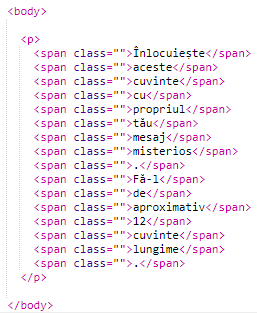 <body>
<p>
<span class="">Înlocuiește</span>
<span class="">aceste</span>
<span class="">cuvinte</span>
<span class="">cu</span>
<span class="">propriul</span>
<span class="">tău</span>
<span class="">mesaj</span>
<span class="">misterios</span>
<span class="">.</span>
<span class="">Fă-l</span>
<span class="">de</span>
<span class="">aproximativ</span>
<span class="">12</span>
<span class="">cuvinte</span>
<span class="">lungime</span>
<span class="">.</span>
</p>
</body>